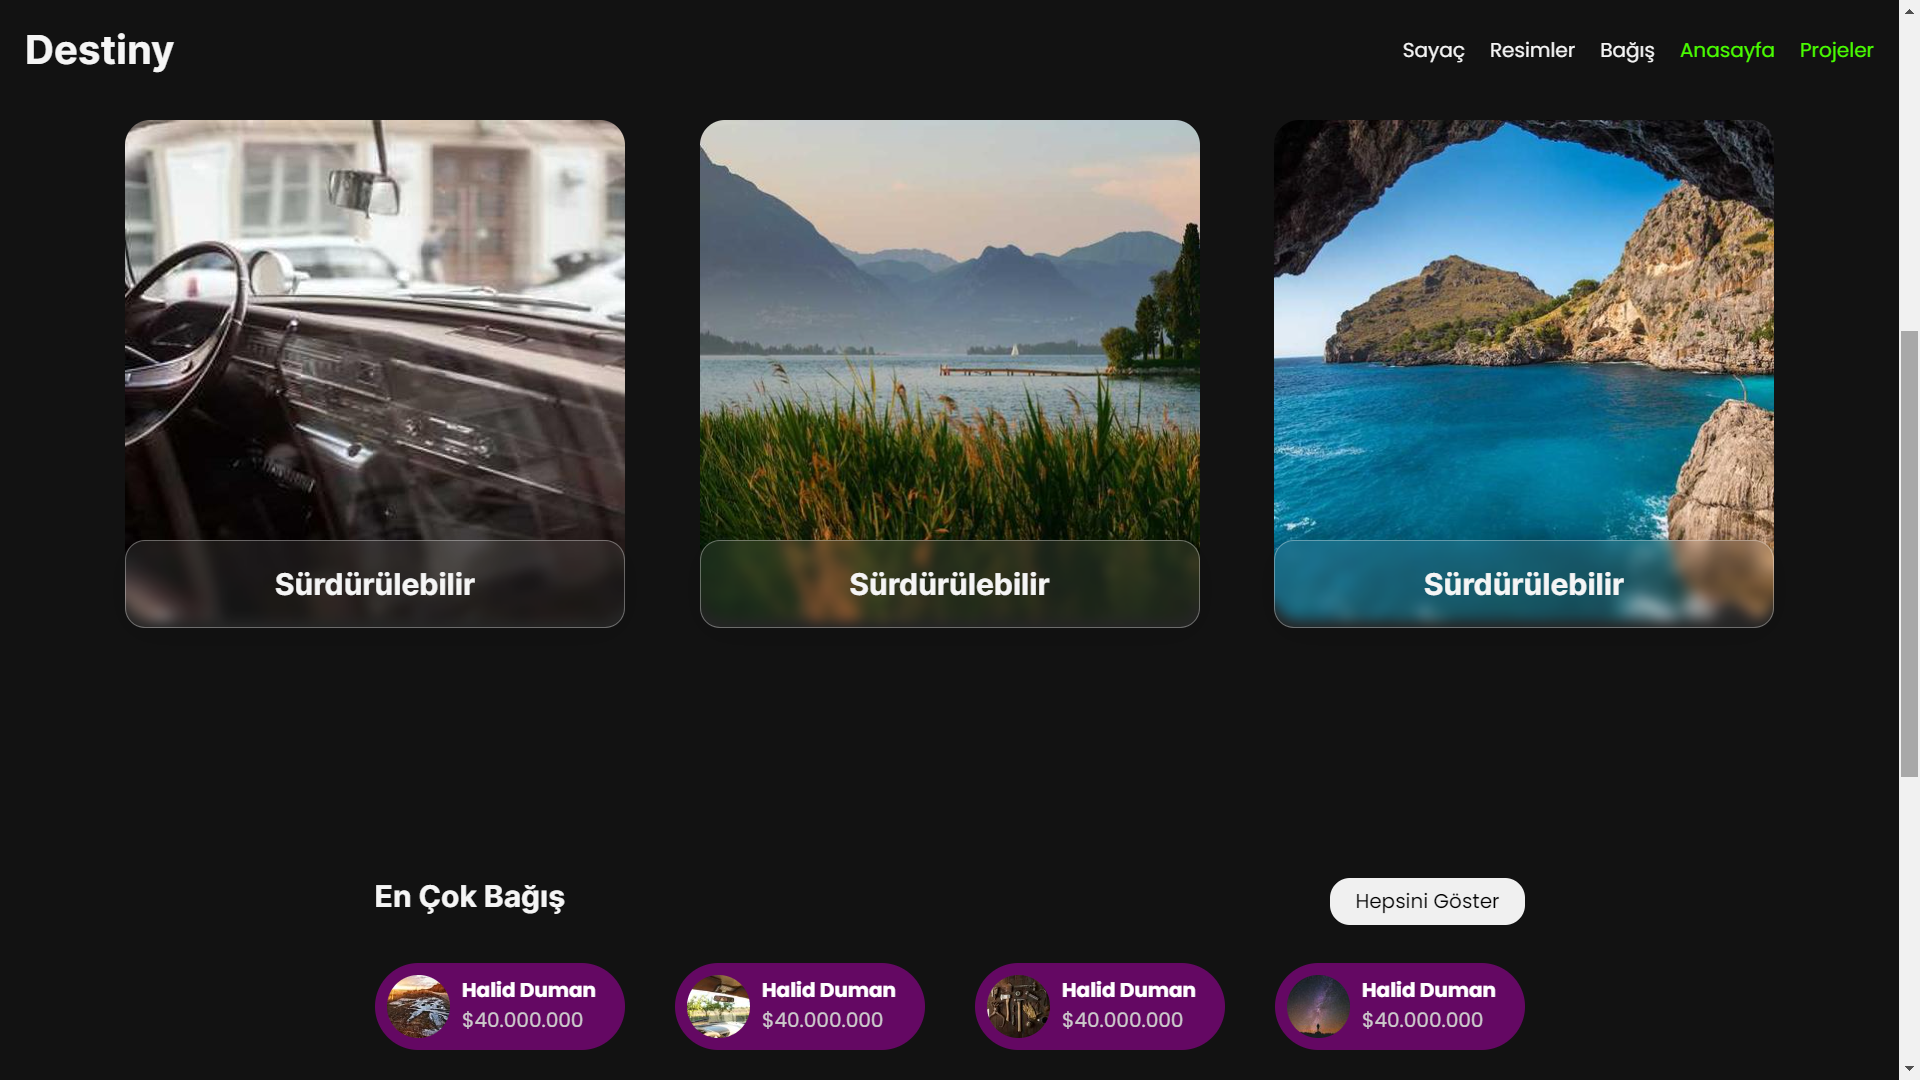 Destiny
Sayaç Resimler Bağış Anasayfa Projeler
Sürdürülebilir Sürdürülebilir Sürdürülebilir
En Çok Bağış
Hepsini Göster
Halid Duman
$40.000.000
Halid Duman
$40.000.000
Halid Duman
$40.000.000
Halid Duman
$40.000.000